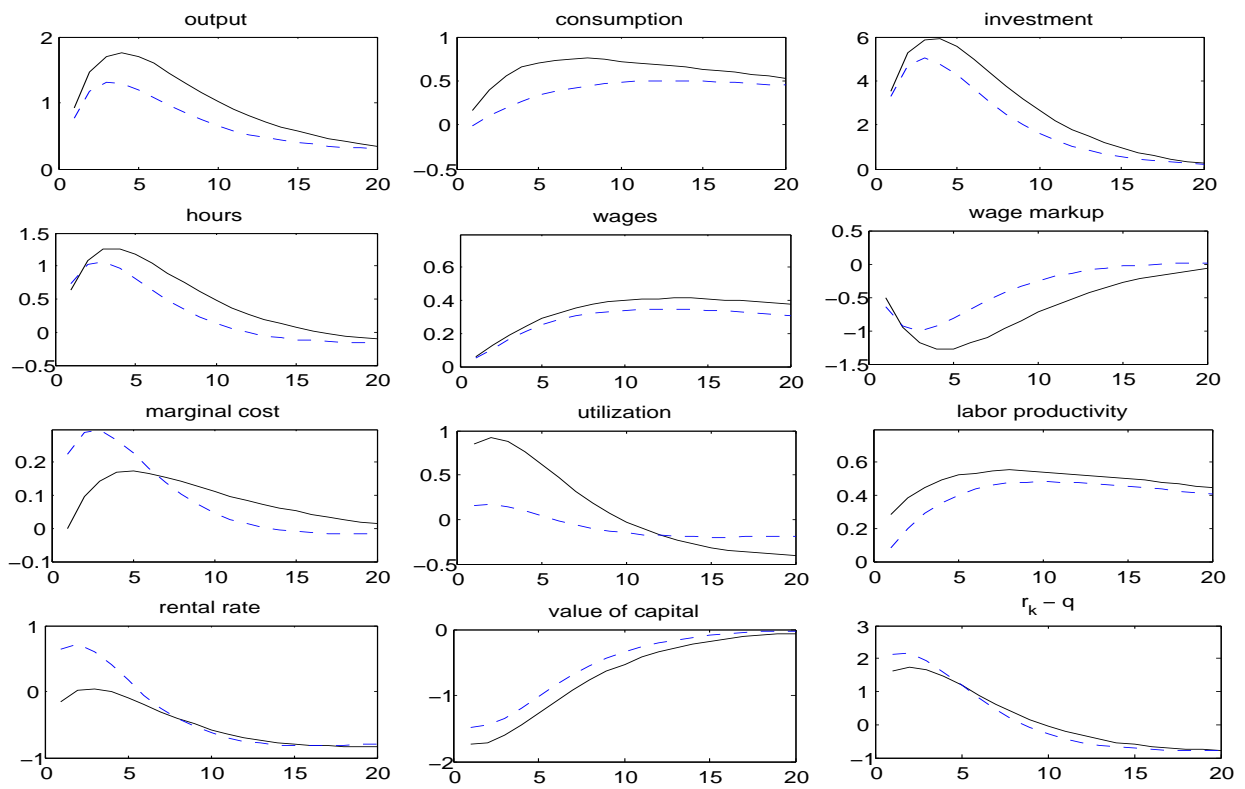 output
2
1
0
0 5 10 15 20
consumption
1
0.5
0
−0.5
0 5 10 15 20
investment
6
4
2
0
0 5 10 15 20
hours
1.5
1
0.5
0
−0.5
0 5 10 15 20
wages
0.6
0.4
0.2
0
0 5 10 15 20
wage markup
0.5
0
−0.5
−1
−1.5
0 5 10 15 20
marginal cost
0.2
0.1
0
−0.1
0 5 10 15 20
utilization
1
0.5
0
−0.5
0 5 10 15 20
labor productivity
0.6
0.4
0.2
0
0 5 10 15 20
rental rate
1
0
−1
0 5 10 15 20
value of capital
0
−1
−2
0 5 10 15 20
r_k − q
3
2
1
0
−1
0 5 10 15 20